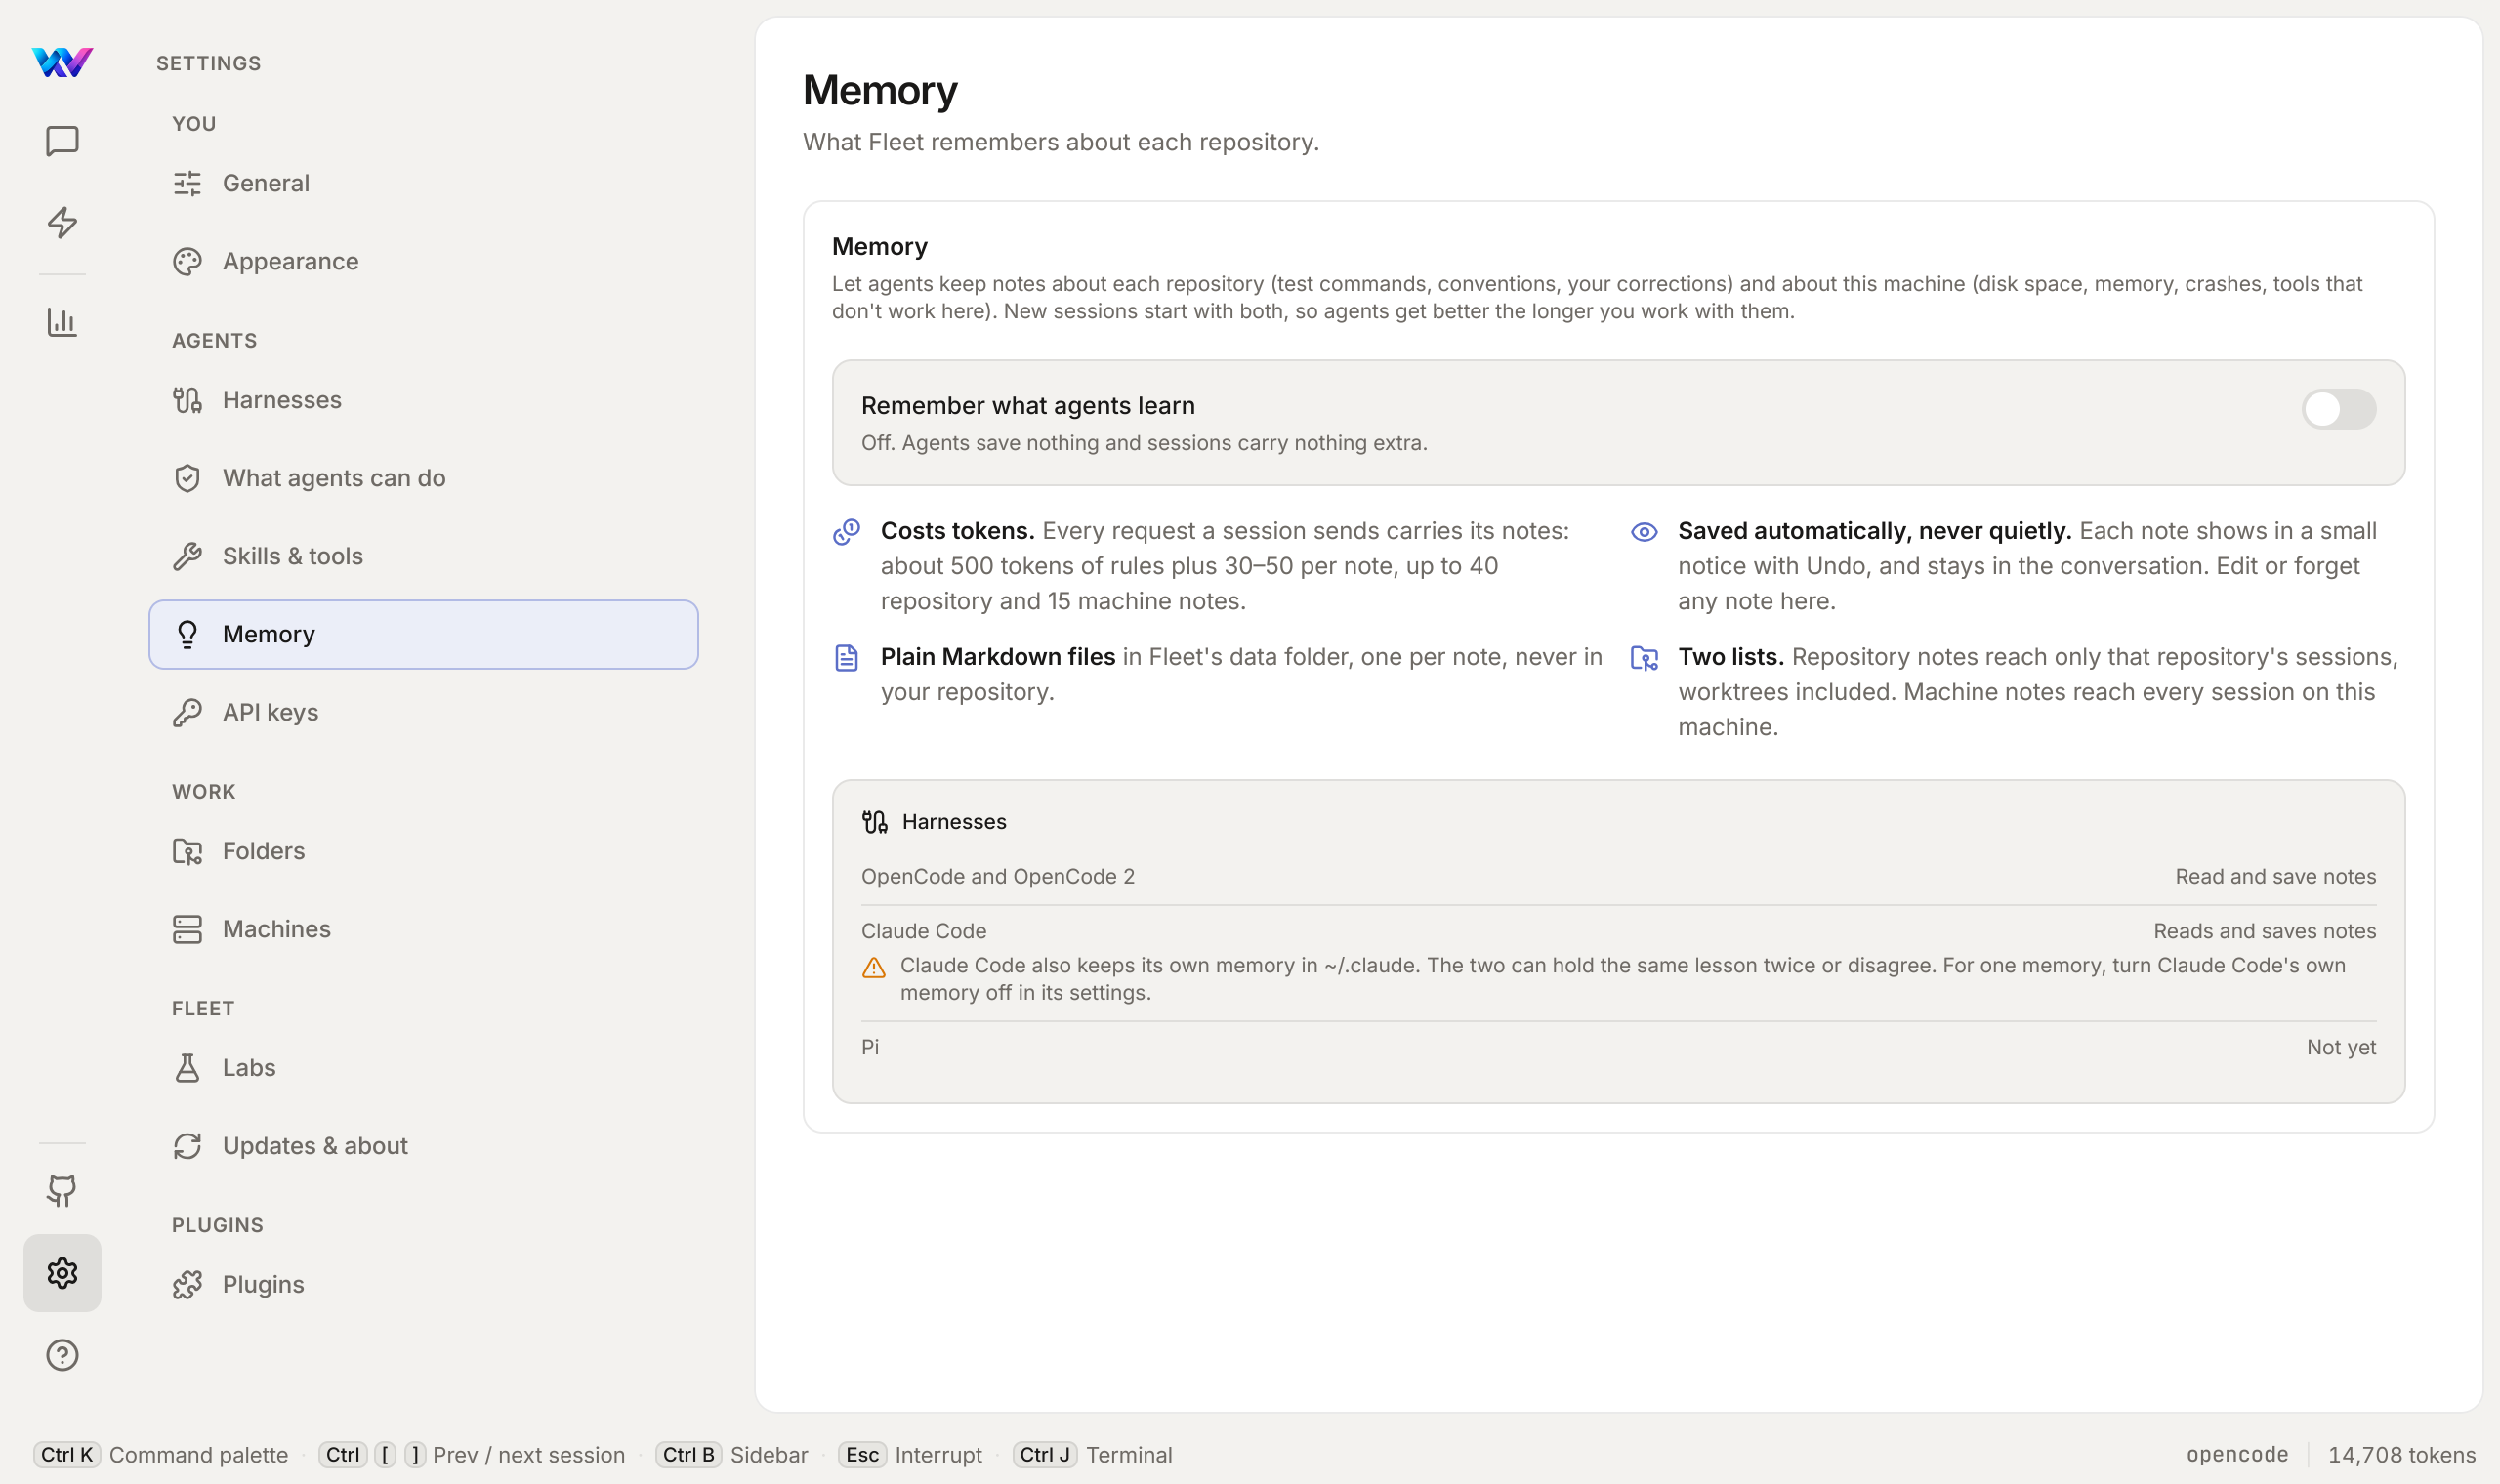 SETTINGS
YOU
General
Appearance
AGENTS
Harnesses
What agents can do
Skills & tools
Memory
API keys
WORK
Folders
Machines
FLEET
Labs
Updates & about
PLUGINS
Plugins
Memory
What Fleet remembers about each repository.
Memory
Let agents keep notes about each repository (test commands, conventions, your corrections) and about this machine (disk space, memory, crashes, tools that
don't work here). New sessions start with both, so agents get better the longer you work with them.
Remember what agents learn
Off. Agents save nothing and sessions carry nothing extra.
Costs tokens. Every request a session sends carries its notes:
about 500 tokens of rules plus 30–50 per note, up to 40
repository and 15 machine notes.
Saved automatically, never quietly. Each note shows in a small
notice with Undo, and stays in the conversation. Edit or forget
any note here.
Plain Markdown files in Fleet's data folder, one per note, never in
your repository.
Two lists. Repository notes reach only that repository's sessions,
worktrees included. Machine notes reach every session on this
machine.
Harnesses
OpenCode and OpenCode 2 Read and save notes
Claude Code Reads and saves notes
Claude Code also keeps its own memory in ~/.claude. The two can hold the same lesson twice or disagree. For one memory, turn Claude Code's own
memory off in its settings.
Pi Not yet
Ctrl K Command palette · Ctrl [ ] Prev / next session · Ctrl B Sidebar · Esc Interrupt · Ctrl J Terminal opencode 14,708 tokens